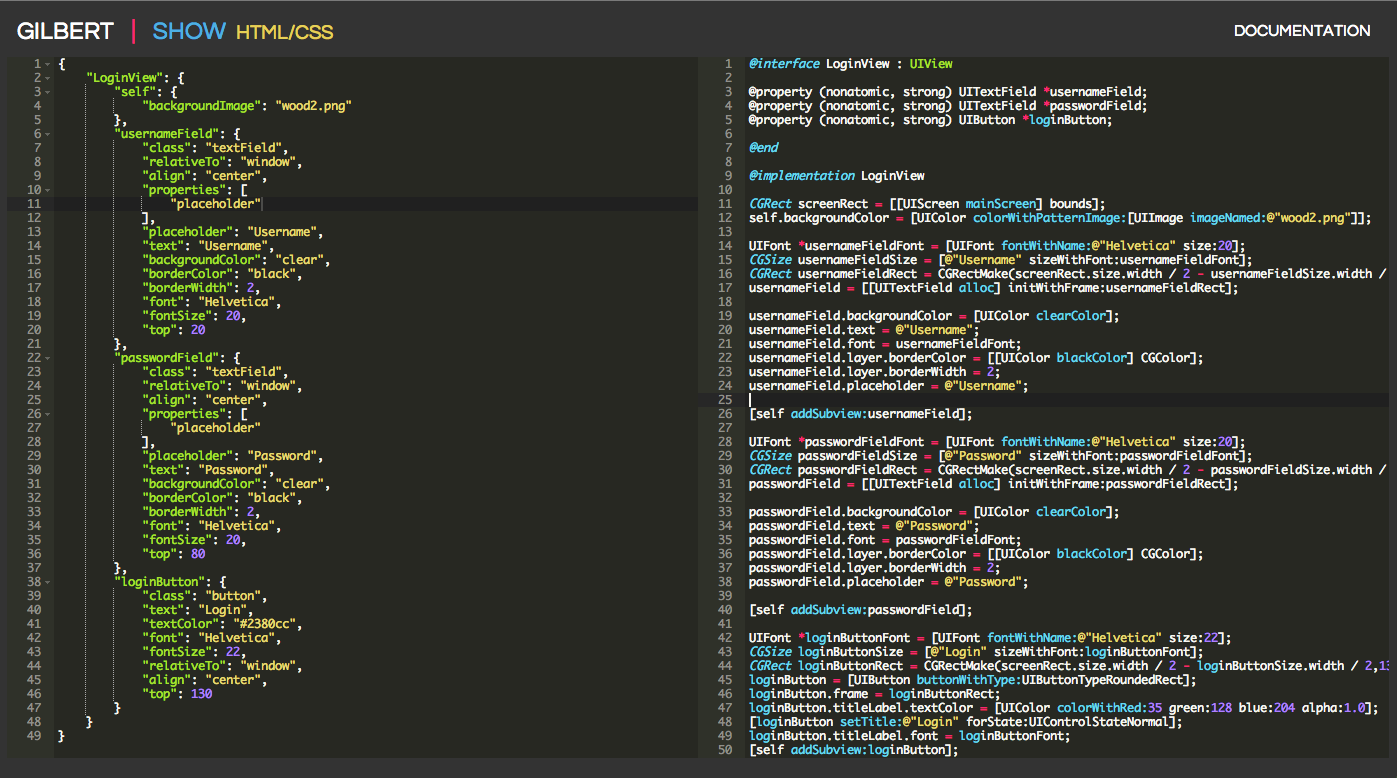 GILBERT | SHOW HTML/CSS
DOCUMENTATION
1 {
2 "LoginView": {
3 "self": {
4 "backgroundImage": "wood2.png"
5 },
6 "usernameField": {
7 "class": "textField",
8 "relativeTo": "window",
9 "align": "center",
10 "properties": [
11 "placeholder"
12 ],
13 "placeholder": "Username",
14 "text": "Username",
15 "backgroundColor": "clear",
16 "borderColor": "black",
17 "borderWidth": 2,
18 "font": "Helvetica",
19 "fontSize": 20,
20 "top": 20
21 },
22 "passwordField": {
23 "class": "textField",
24 "relativeTo": "window",
25 "align": "center",
26 "properties": [
27 "placeholder"
28 ],
29 "placeholder": "Password",
30 "text": "Password",
31 "backgroundColor": "clear",
32 "borderColor": "black",
33 "borderWidth": 2,
34 "font": "Helvetica",
35 "fontSize": 20,
36 "top": 80
37 },
38 "loginButton": {
39 "class": "button",
40 "text": "Login",
41 "textColor": "#2380cc",
42 "font": "Helvetica",
43 "fontSize": 22,
44 "relativeTo": "window",
45 "align": "center",
46 "top": 130
47 }
48 }
49 }
1 @interface LoginView : UIView
2
3 @property (nonatomic, strong) UITextField *usernameField;
4 @property (nonatomic, strong) UITextField *passwordField;
5 @property (nonatomic, strong) UIButton *loginButton;
6
7 @end
8
9 @implementation LoginView
10
11 CGRect screenRect = [[UIScreen mainScreen] bounds];
12 self.backgroundColor = [UIColor colorWithPatternImage:[UIImage imageNamed:@"wood2.png"]];
13
14 UIFont *usernameFieldFont = [UIFont fontWithName:@"Helvetica" size:20];
15 CGSize usernameFieldSize = [@"Username" sizeWithFont:usernameFieldFont];
16 CGRect usernameFieldRect = CGRectMake(screenRect.size.width / 2 - usernameFieldSize.width /
17 usernameField = [[UITextField alloc] initWithFrame:usernameFieldRect];
18
19 usernameField.backgroundColor = [UIColor clearColor];
20 usernameField.text = @"Username";
21 usernameField.font = usernameFieldFont;
22 usernameField.layer.borderColor = [[UIColor blackColor] CGColor];
23 usernameField.layer.borderWidth = 2;
24 usernameField.placeholder = @"Username";
25
26 [self addSubview:usernameField];
27
28 UIFont *passwordFieldFont = [UIFont fontWithName:@"Helvetica" size:20];
29 CGSize passwordFieldSize = [@"Password" sizeWithFont:passwordFieldFont];
30 CGRect passwordFieldRect = CGRectMake(screenRect.size.width / 2 - passwordFieldSize.width /
31 passwordField = [[UITextField alloc] initWithFrame:passwordFieldRect];
32
33 passwordField.backgroundColor = [UIColor clearColor];
34 passwordField.text = @"Password";
35 passwordField.font = passwordFieldFont;
36 passwordField.layer.borderColor = [[UIColor blackColor] CGColor];
37 passwordField.layer.borderWidth = 2;
38 passwordField.placeholder = @"Password";
39
40 [self addSubview:passwordField];
41
42 UIFont *loginButtonFont = [UIFont fontWithName:@"Helvetica" size:22];
43 CGSize loginButtonSize = [@"Login" sizeWithFont:loginButtonFont];
44 CGRect loginButtonRect = CGRectMake(screenRect.size.width / 2 - loginButtonSize.width / 2,13
45 loginButton = [UIButton buttonWithType:UIButtonTypeRoundedRect];
46 loginButton.frame = loginButtonRect;
47 loginButton.titleLabel.textColor = [UIColor colorWithRed:35 green:128 blue:204 alpha:1.0];
48 [loginButton setTitle:@"Login" forState:UIControlStateNormal];
49 loginButton.titleLabel.font = loginButtonFont;
50 [self addSubview:loginButton];